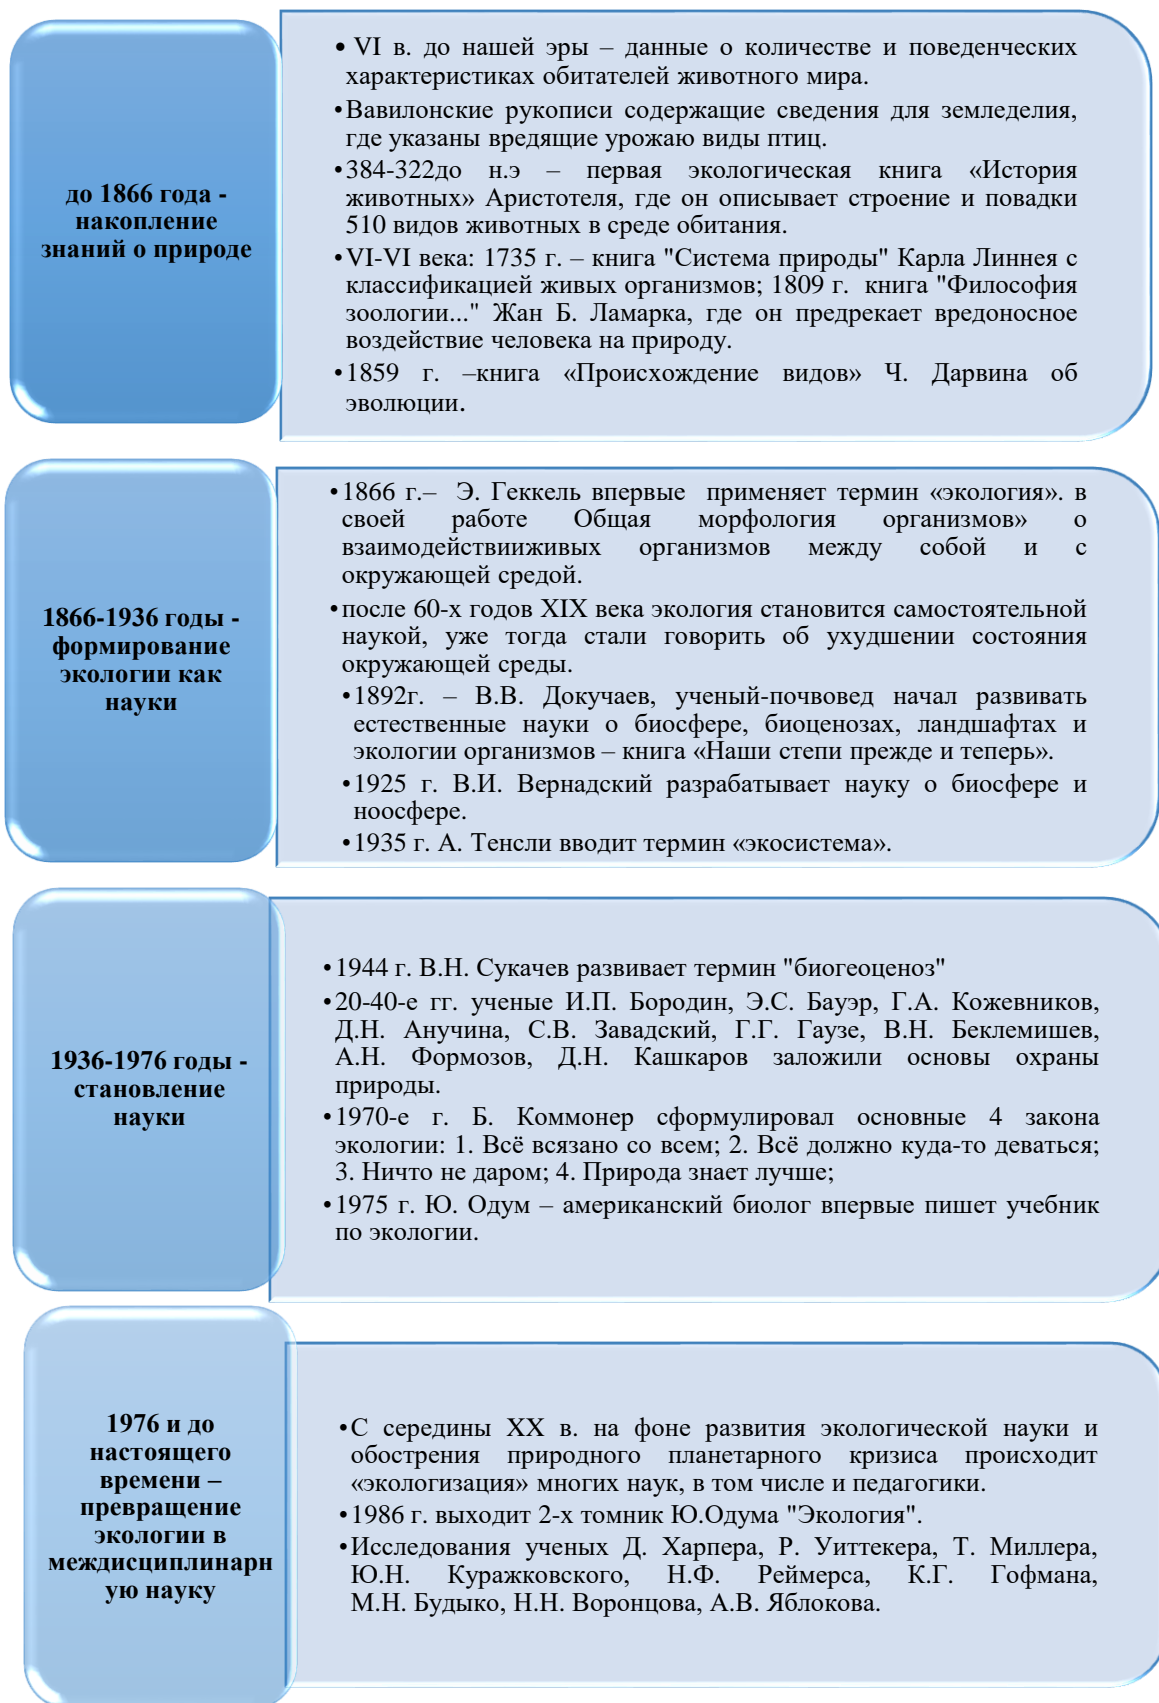 до 1866 года -
накопление
знаний о природе
• VI в. до нашей эры – данные о количестве и поведенческих
характеристиках обитателей животного мира.
•Вавилонские рукописи содержащие сведения для земледелия,
где указаны вредящие урожаю виды птиц.
•384-322до н.э – первая экологическая книга «История
животных» Аристотеля, где он описывает строение и повадки
510 видов животных в среде обитания.
•VI-VI века: 1735 г. – книга "Система природы" Карла Линнея с
классификацией живых организмов; 1809 г. книга "Философия
зоологии..." Жан Б. Ламарка, где он предрекает вредоносное
воздействие человека на природу.
•1859 г. –книга «Происхождение видов» Ч. Дарвина об
эволюции.
1866-1936 годы -
формирование
экологии как
науки
•1866 г.– Э. Геккель впервые применяет термин «экология». в
своей работе Общая морфология организмов» о
взаимодействииживых организмов между собой и с
окружающей средой.
•после 60-х годов XIX века экология становится самостоятельной
наукой, уже тогда стали говорить об ухудшении состояния
окружающей среды.
•1892г. – В.В. Докучаев, ученый-почвовед начал развивать
естественные науки о биосфере, биоценозах, ландшафтах и
экологии организмов – книга «Наши степи прежде и теперь».
•1925 г. В.И. Вернадский разрабатывает науку о биосфере и
ноосфере.
•1935 г. А. Тенсли вводит термин «экосистема».
1936-1976 годы -
становление
науки
•1944 г. В.Н. Сукачев развивает термин "биогеоценоз"
•20-40-е гг. ученые И.П. Бородин, Э.С. Бауэр, Г.А. Кожевников,
Д.Н. Анучина, С.В. Завадский, Г.Г. Гаузе, В.Н. Беклемишев,
А.Н. Формозов, Д.Н. Кашкаров заложили основы охраны
природы.
•1970-е г. Б. Коммонер сформулировал основные 4 закона
экологии: 1. Всё всязано со всем; 2. Всё должно куда-то деваться;
3. Ничто не даром; 4. Природа знает лучше;
•1975 г. Ю. Одум – американский биолог впервые пишет учебник
по экологии.
1976 и до
настоящего
времени –
превращение
экологии в
междисциплинарн
ую науку
•С середины XX в. на фоне развития экологической науки и
обострения природного планетарного кризиса происходит
«экологизация» многих наук, в том числе и педагогики.
•1986 г. выходит 2-х томник Ю.Одума "Экология".
•Исследования ученых Д. Харпера, Р. Уиттекера, Т. Миллера,
Ю.Н. Куражковского, Н.Ф. Реймерса, К.Г. Гофмана,
М.Н. Будыко, Н.Н. Воронцова, А.В. Яблокова.